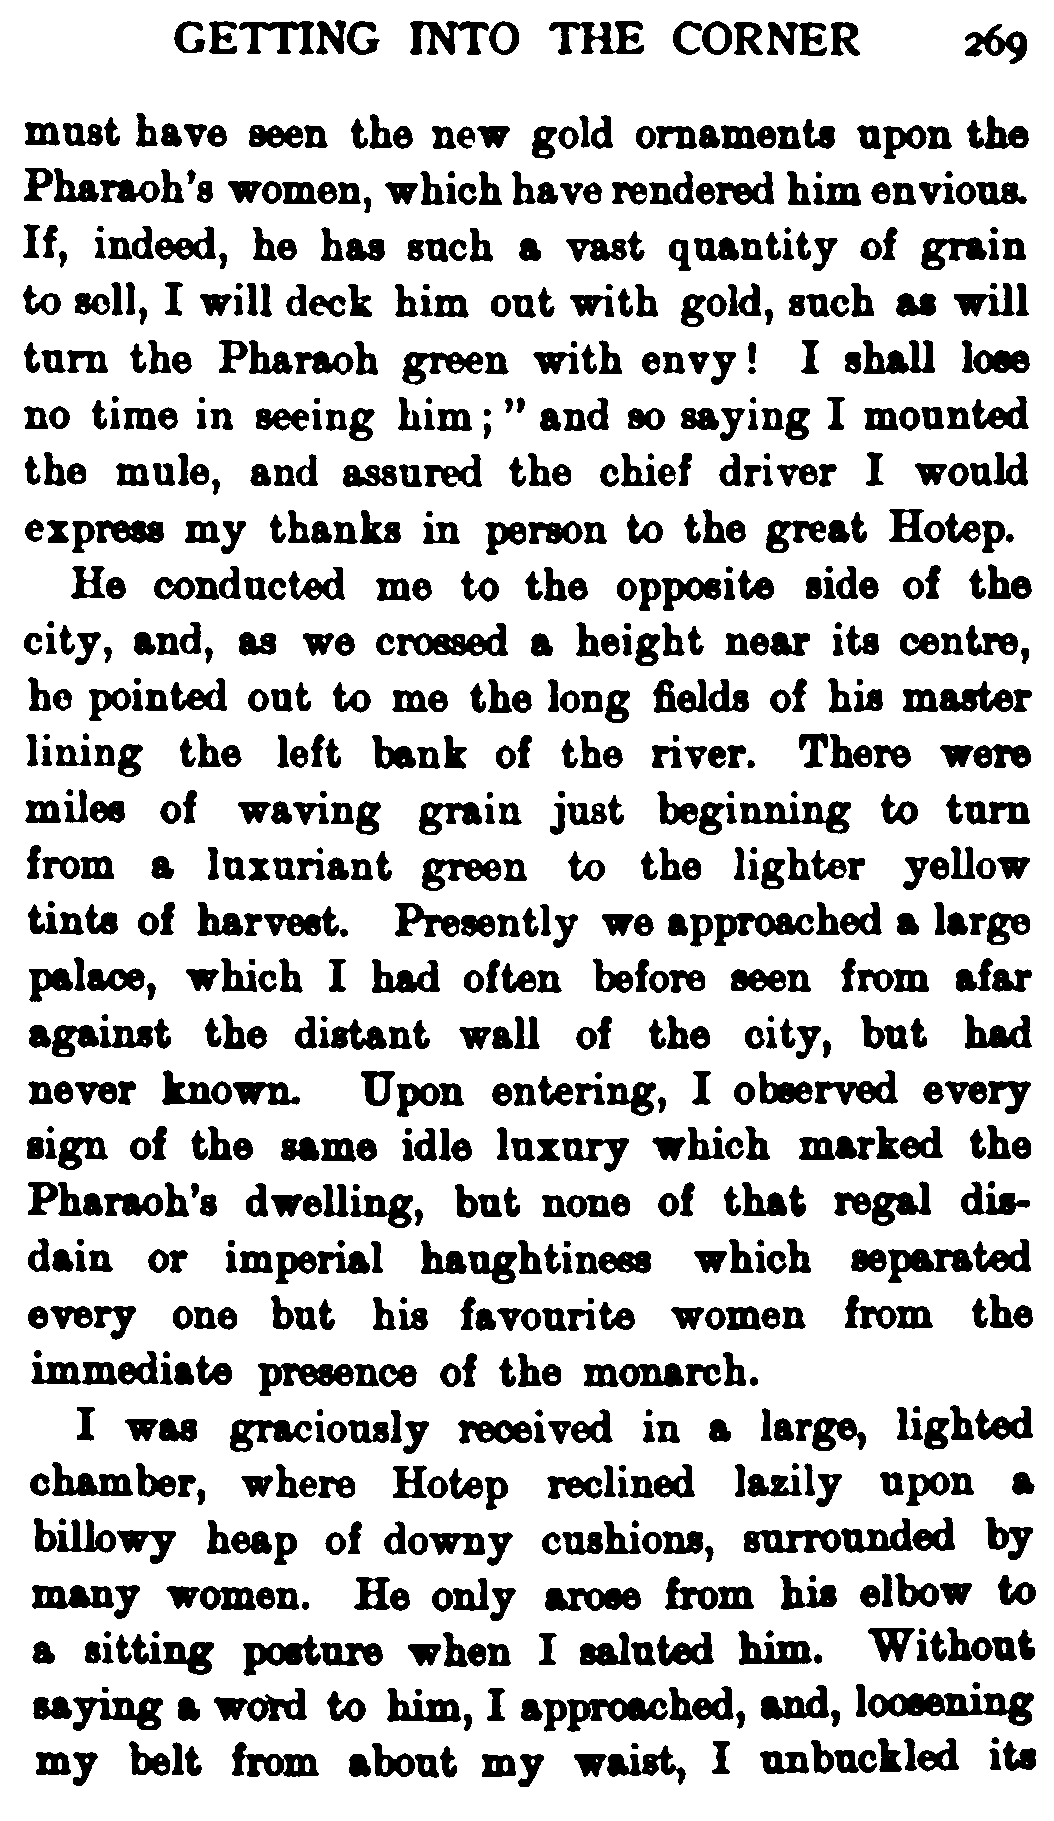 GETTING INTO THE CORNER 269
must have seen the new gold ornaments upon the
Pharaoh's women, which have rendered him envious.
If, indeed, he has such a vast quantity of grain
to sell, I will deck him out with gold, such as will
turn the Pharaoh green with envy! I shall lose
no time in seeing him;" and so saying I mounted
the mule, and assured the chief driver I would
express my thanks in person to the great Hotep.
He conducted me to the opposite side of the
city, and, as we crossed a height near its centre,
he pointed out to me the long fields of his master
lining the left bank of the river. There were
miles of waving grain just beginning to turn
from a luxuriant green to the lighter yellow
tints of harvest. Presently we approached a large
palace, which I had often before seen from afar
against the distant wall of the city, but had
never known. Upon entering, I observed every
sign of the same idle luxury which marked the
Pharaoh's dwelling, but none of that regal dis-
dain or imperial haughtiness which separated
every one but his favourite women from the
immediate presence of the monarch.
I was graciously received in a large, lighted
chamber, where Hotep reclined lazily upon a
billowy heap of downy cushions, surrounded by
many women. He only arose from his elbow to
a sitting posture when I saluted him. Without
saying a word to him, I approached, and, loosening
my belt from about my waist, I unbuckled its